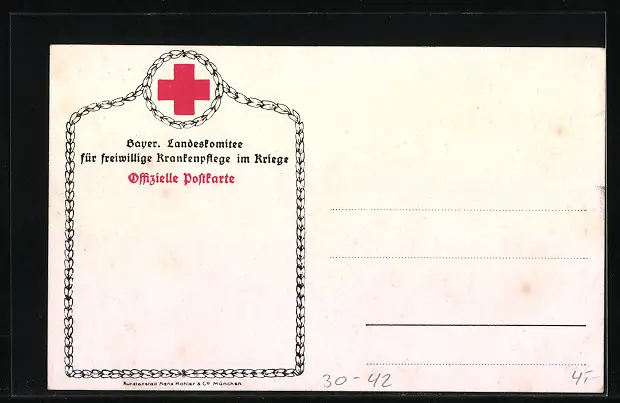 Bayer. Landeskomitee
für freiwillige Krankenpflege im Kriege
Offizielle Postkarte
Kunstanstalt Hans Kohler & Co München.
30-42
4,-